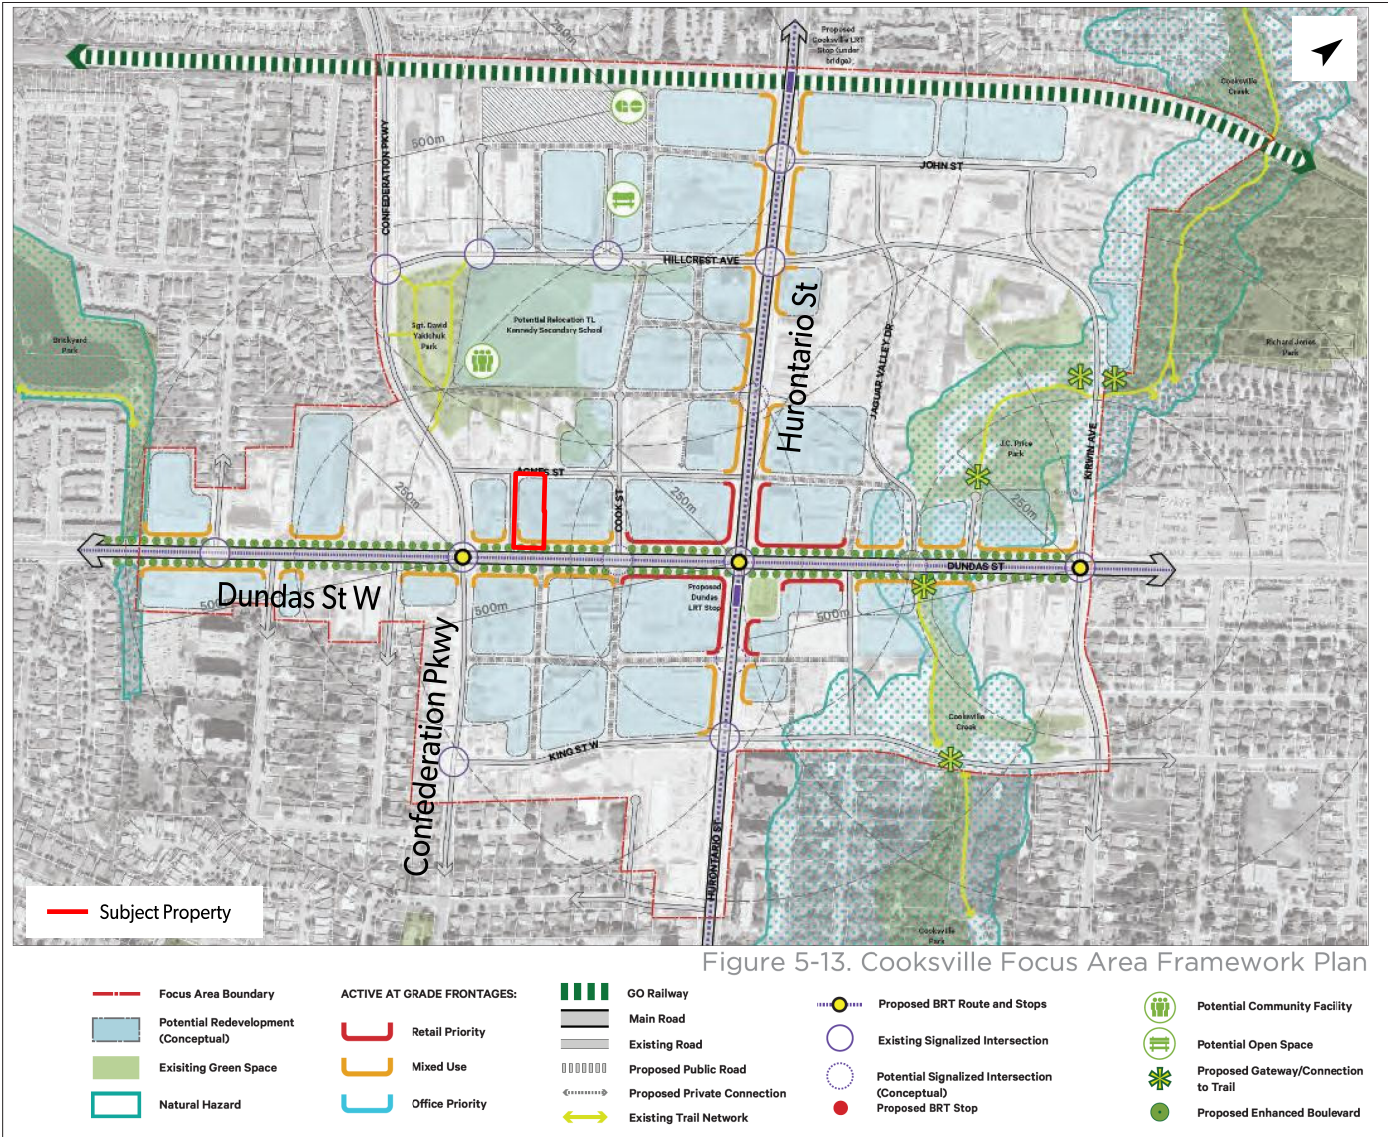 250m
Proposed
Cooksville LRT
Stop (under
bridge)
Cooksville
Creek
500m
CONFEDERATION PKWY
JOHN ST
HILLCREST AVE
Sgt. David
Yakichuk
Park
Potential Relocation TL
Kennedy Secondary School
Hurontario St
JAGUAR VALLEY DR
Brickyard
Park
Richard Jones
Park
J.C. Price
Park
KIRWIN AVE
AGNES ST
COOK ST
250m
250m
250m
DUNDAS ST
Dundas St W
500m
500m
500m
Proposed
Dundas
LRT Stop
Confederation Pkwy
KING ST W
Cooksville
Creek
HURONTARIO ST
Cooksville
Park
Subject Property
Figure 5-13. Cooksville Focus Area Framework Plan
Focus Area Boundary
Potential Redevelopment
(Conceptual)
Exisiting Green Space
Natural Hazard
ACTIVE AT GRADE FRONTAGES:
Retail Priority
Mixed Use
Office Priority
GO Railway
Main Road
Existing Road
Proposed Public Road
Proposed Private Connection
Existing Trail Network
Proposed BRT Route and Stops
Existing Signalized Intersection
Potential Signalized Intersection
(Conceptual)
Proposed BRT Stop
Potential Community Facility
Potential Open Space
Proposed Gateway/Connection
to Trail
Proposed Enhanced Boulevard